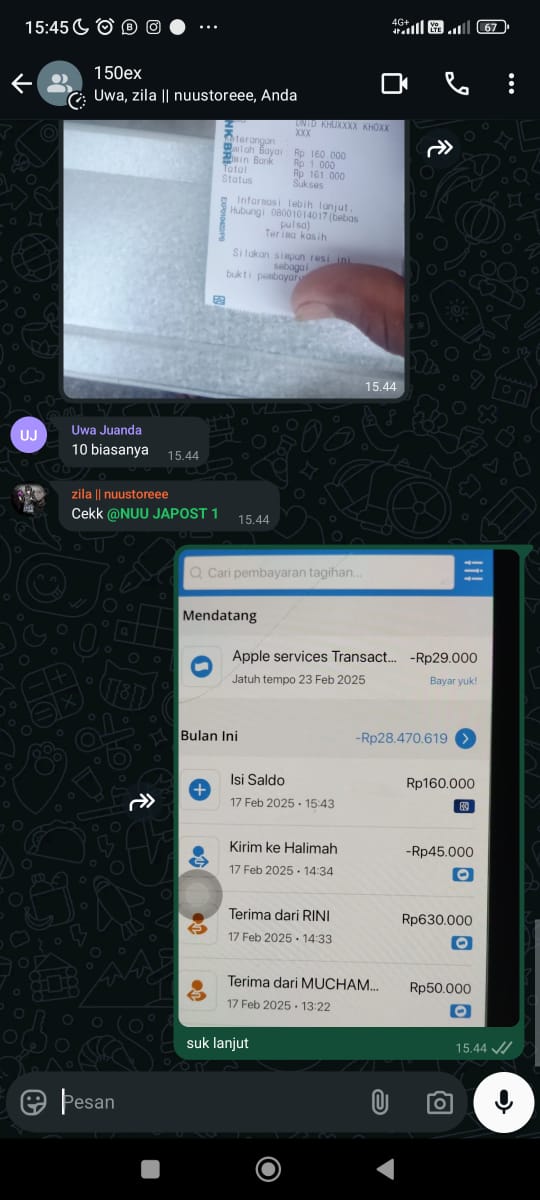 15:45
4G+
Vo LTE
67
150ex
Uwa, zila || nuustoreee, Anda
DNID KHUXXXX KHOXX
XXX
Rp 160.000
Bank Rp 1.000
Total Rp 161.000
Status Sukses
Informasi lebih lanjut,
Hubungi 08001014017(bebas
pulsa)
Terima kasih
Silakan simpan resi ini
sebagai
bukti
15.44
UJ
Uwa Juanda
10 biasanya 15.44
zila || nuustoreee
Cekk @NUU JAPOST 1 15.44
Cari pembayaran tagihan...
Mendatang
Apple services Transact... -Rp29.000
Jatuh tempo 23 Feb 2025 Bayar yuk!
Bulan Ini -Rp28.470.619
Isi Saldo Rp160.000
17 Feb 2025 • 15:43
Kirim ke Halimah -Rp45.000
17 Feb 2025 • 14:34
Terima dari RINI Rp630.000
17 Feb 2025 • 14:33
Terima dari MUCHAM... Rp50.000
17 Feb 2025 • 13:22
suk lanjut
15.44
Pesan